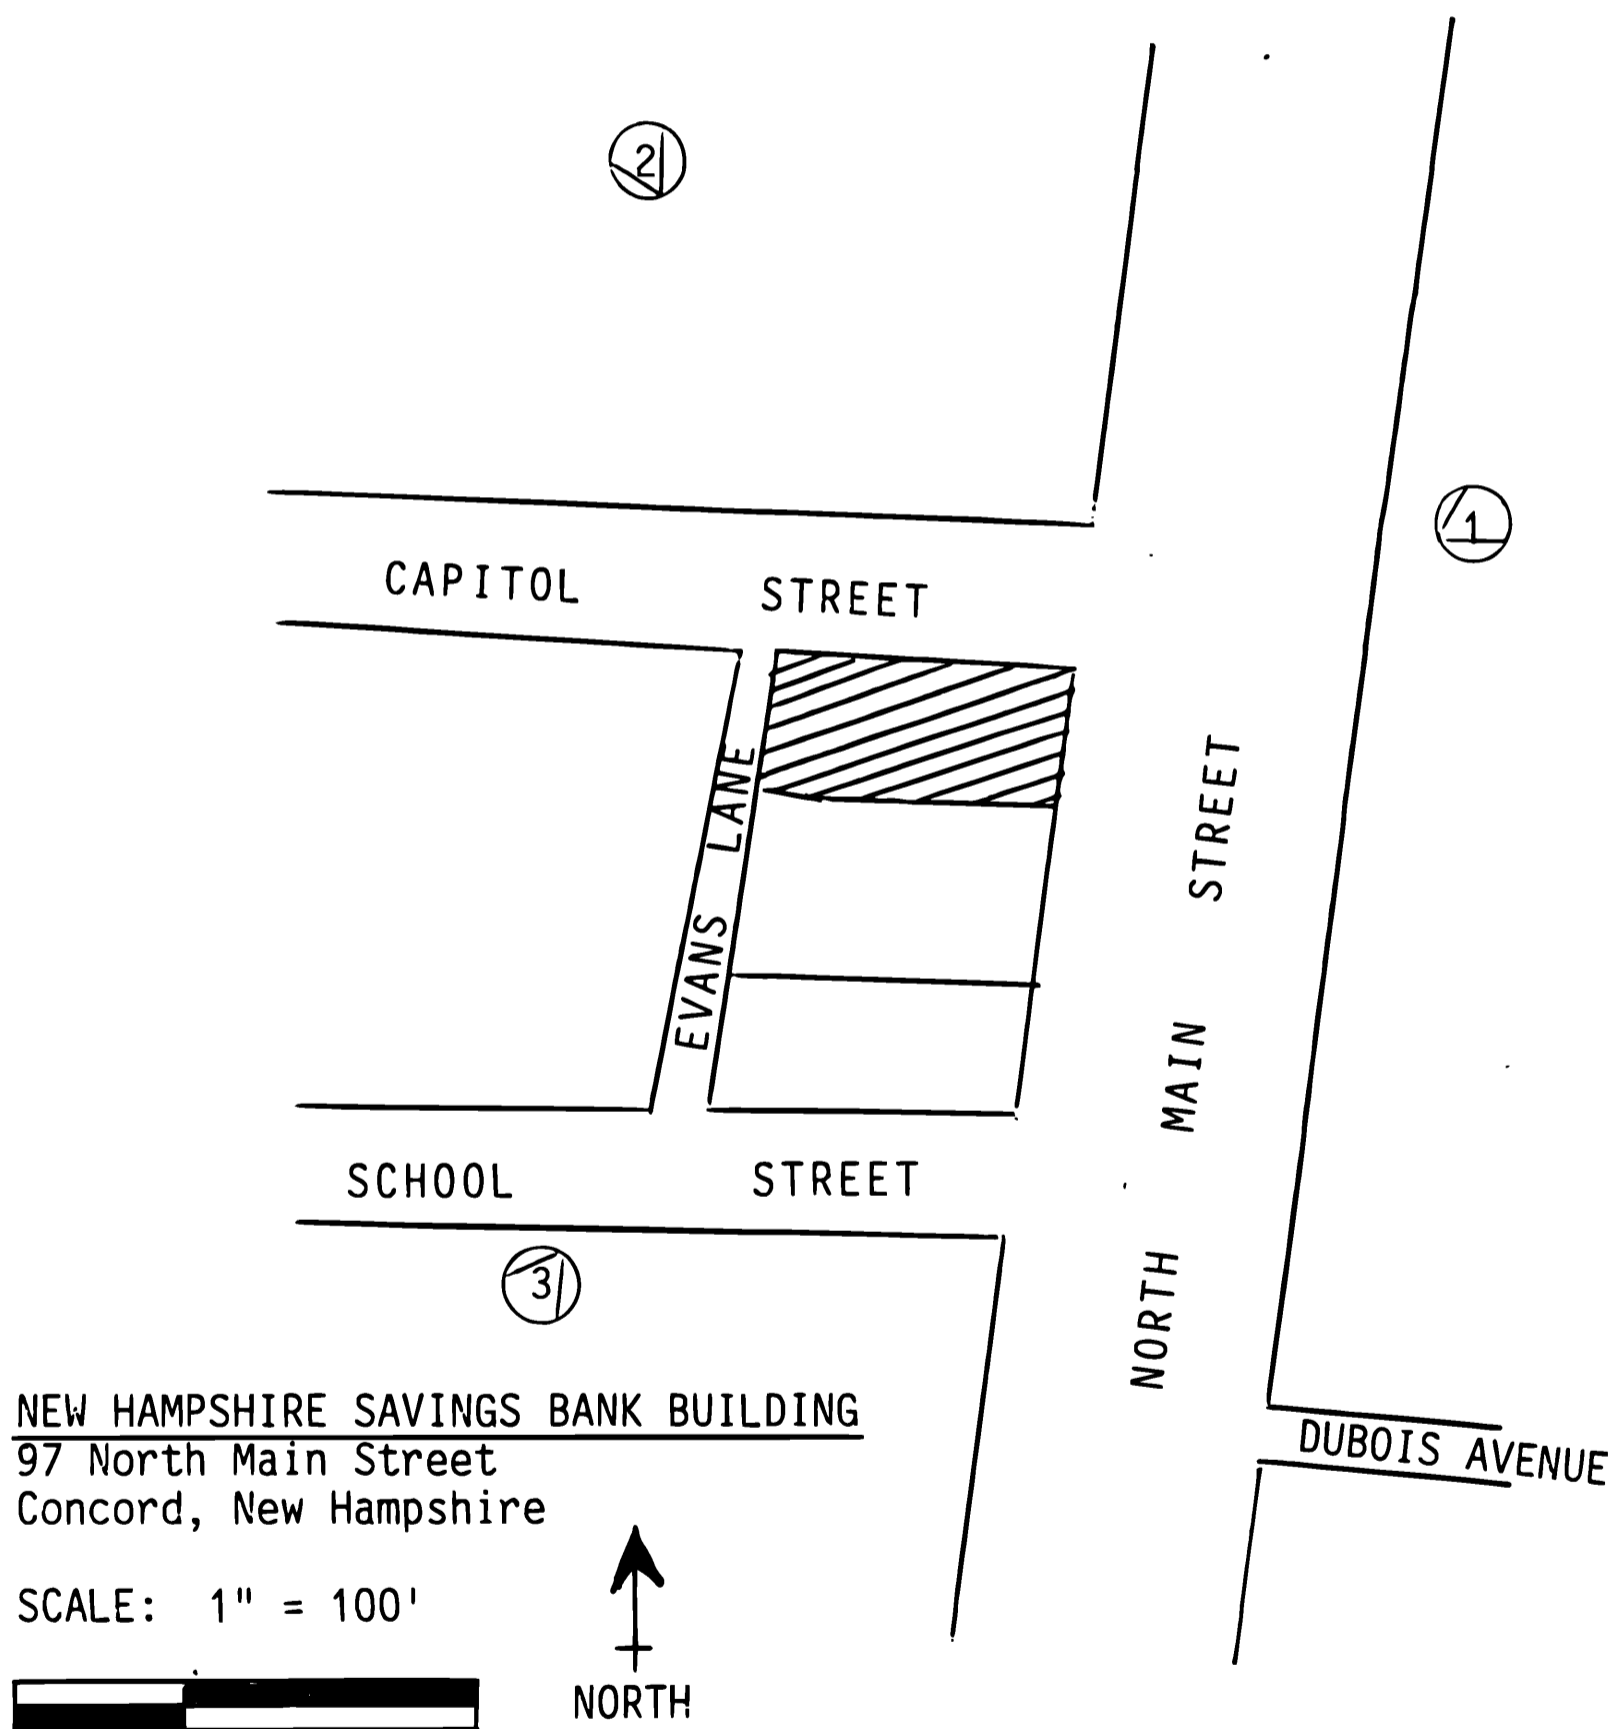 2
1
CAPITOL STREET
EVANS LANE
NORTH MAIN STREET
SCHOOL STREET
3
DUBOIS AVENUE
NEW HAMPSHIRE SAVINGS BANK BUILDING
97 North Main Street
Concord, New Hampshire
SCALE: 1" = 100'
NORTH